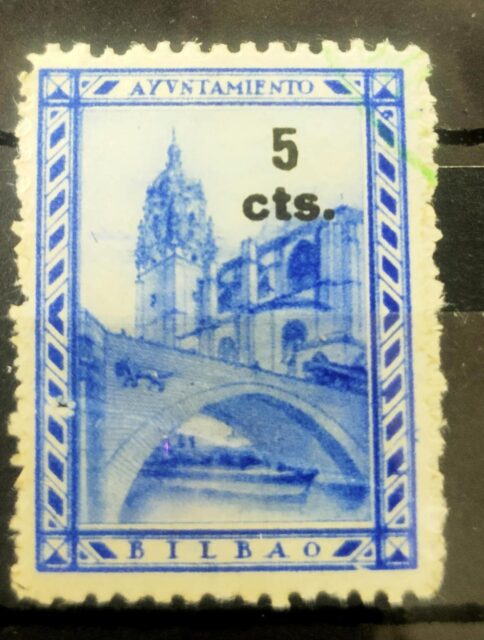 AYVNTAMIENTO
5
cts.
BILBAO